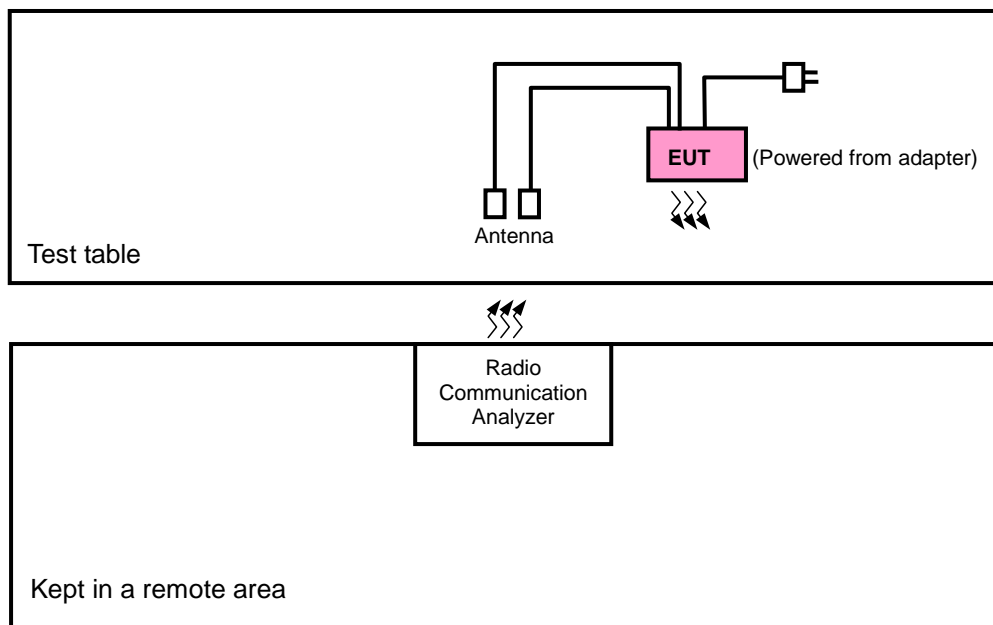 EUT
(Powered from adapter)
Antenna
Test table
Radio
Communication
Analyzer
Kept in a remote area